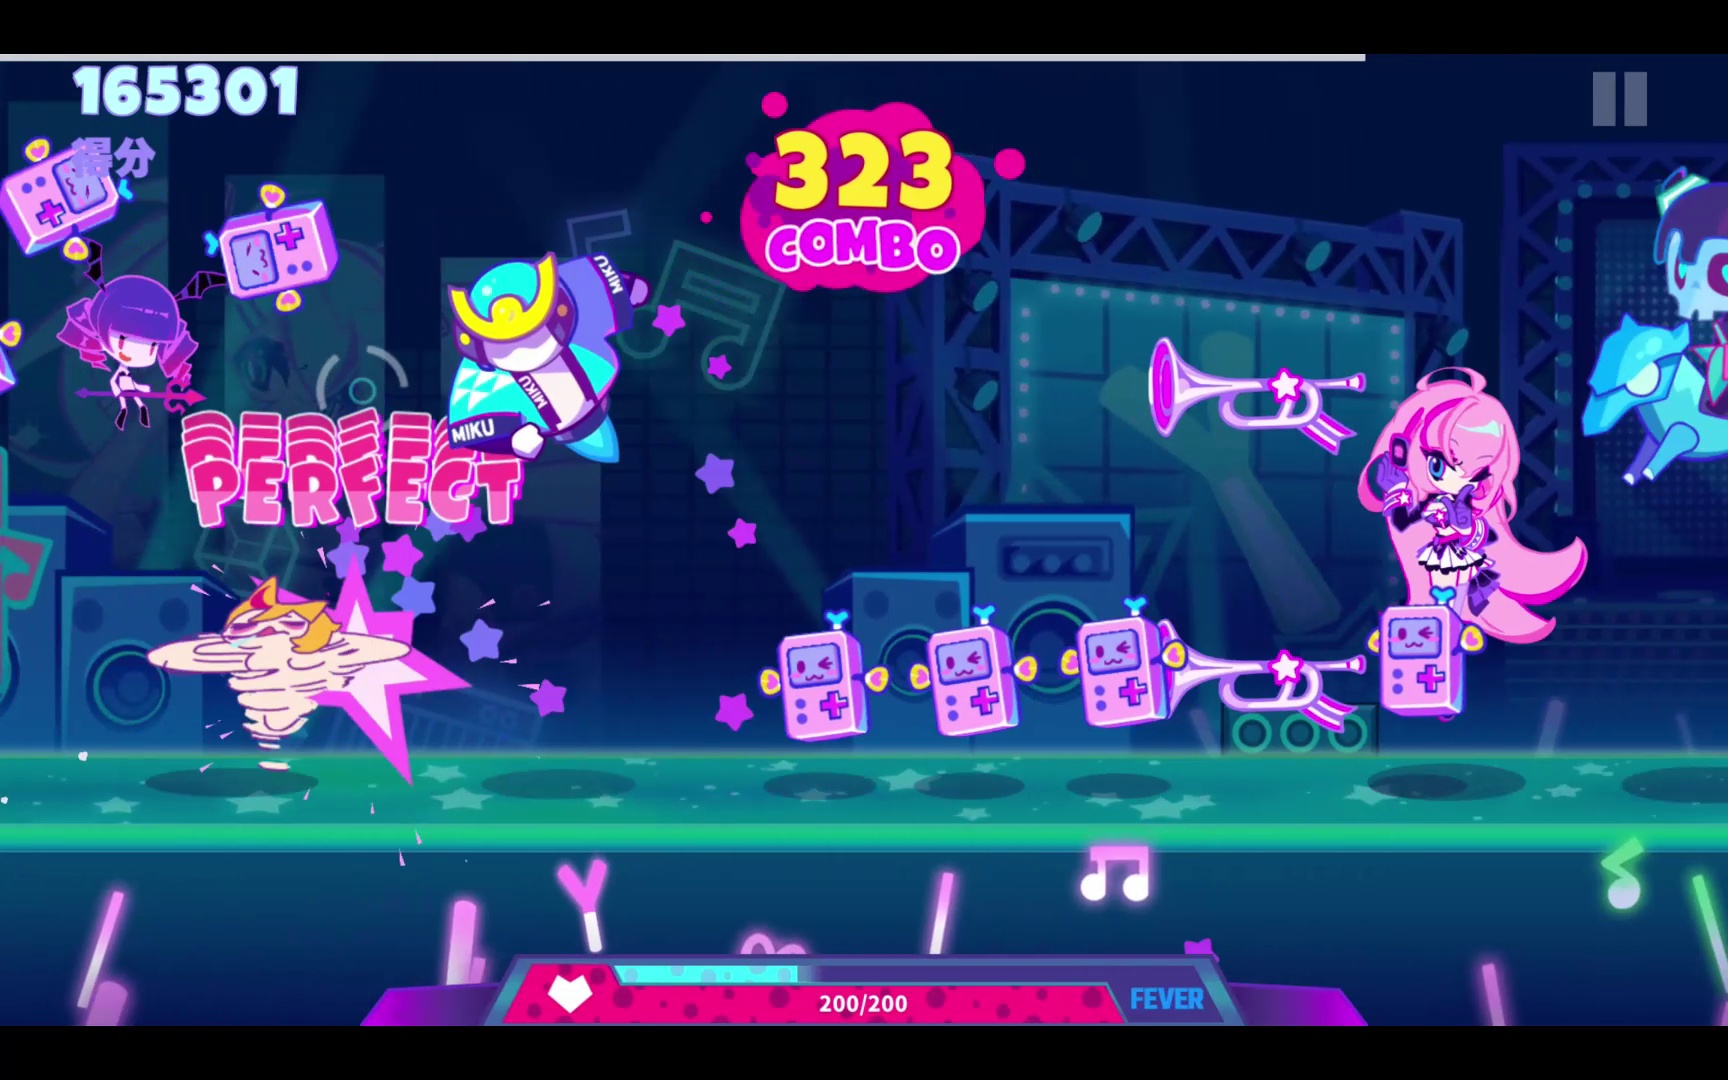 165301
得分
323
COMBO
MIKU
MIKU
MIKU
PERFECT
200/200
FEVER